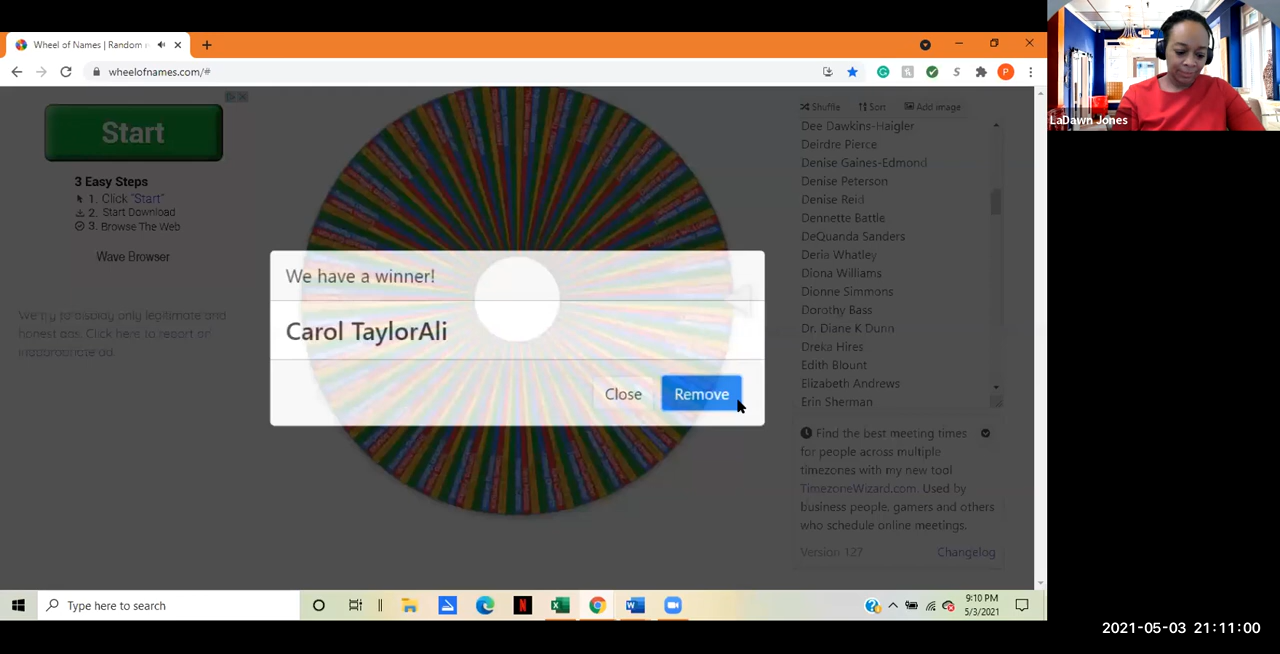 Wheel of Names | Random
wheelofnames.com/#
P
LaDawn Jones
Start
3 Easy Steps
1. Click "Start"
2. Start Download
3. Browse The Web
Wave Browser
We try to display only legitimate and
honest ads. Click here to report an
inappropriate ad.
We have a winner!
Carol TaylorAli
Close
Remove
Shuffle Sort Add image
Dee Dawkins-Haigler
Deirdre Pierce
Denise Gaines-Edmond
Denise Peterson
Denise Reid
Dennette Battle
DeQuanda Sanders
Deria Whatley
Diona Williams
Dionne Simmons
Dorothy Bass
Dr. Diane K Dunn
Dreka Hires
Edith Blount
Elizabeth Andrews
Erin Sherman
Find the best meeting times
for people across multiple
timezones with my new tool
TimezoneWizard.com. Used by
business people, gamers and others
who schedule online meetings.
Version 127 Changelog
Type here to search
9:10 PM
5/3/2021
2021-05-03 21:11:00